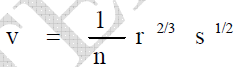 v = 1/n r 2/3 s 1/2